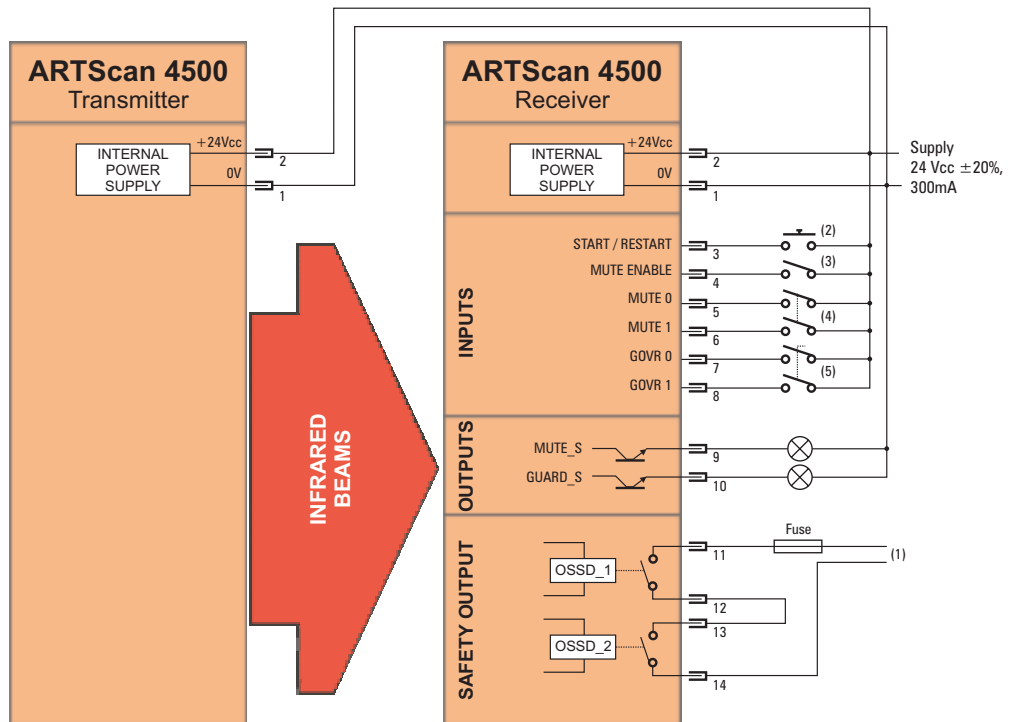 ARTScan 4500
Transmitter
INTERNAL
POWER
SUPPLY
+24Vcc
0V
2
1
ARTScan 4500
Receiver
INTERNAL
POWER
SUPPLY
+24Vcc
0V
2
1
Supply
24 Vcc ±20%,
300mA
INFRARED
BEAMS
INPUTS
START / RESTART
3
(2)
MUTE ENABLE
4
(3)
MUTE 0
5
(4)
MUTE 1
6
GOVR 0
7
(5)
GOVR 1
8
OUTPUTS
MUTE_S
9
GUARD_S
10
SAFETY OUTPUT
OSSD_1
11
Fuse
(1)
12
13
OSSD_2
14